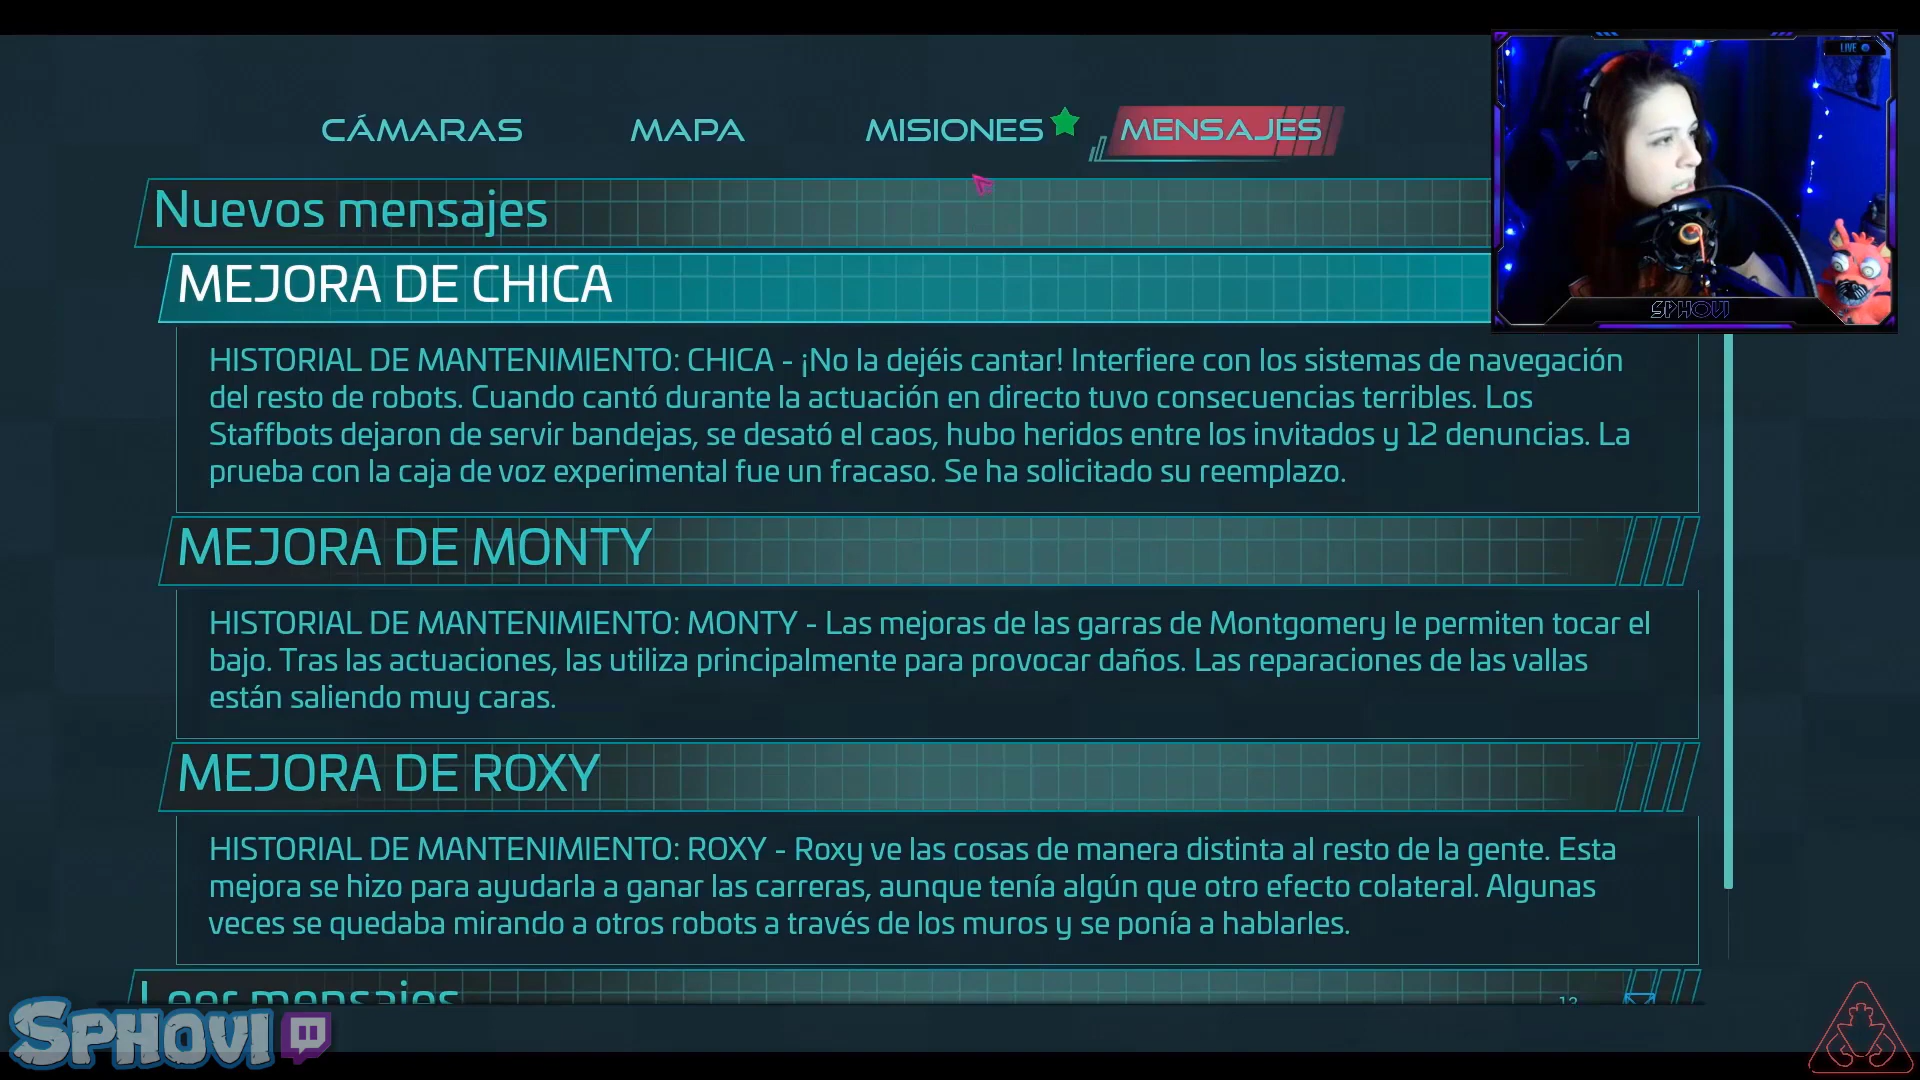 CÁMARAS MAPA MISIONES MENSAJES
LIVE
Nuevos mensajes
MEJORA DE CHICA
SPHOVI
HISTORIAL DE MANTENIMIENTO: CHICA - ¡No la dejéis cantar! Interfiere con los sistemas de navegación
del resto de robots. Cuando cantó durante la actuación en directo tuvo consecuencias terribles. Los
Staffbots dejaron de servir bandejas, se desató el caos, hubo heridos entre los invitados y 12 denuncias. La
prueba con la caja de voz experimental fue un fracaso. Se ha solicitado su reemplazo.
MEJORA DE MONTY
HISTORIAL DE MANTENIMIENTO: MONTY - Las mejoras de las garras de Montgomery le permiten tocar el
bajo. Tras las actuaciones, las utiliza principalmente para provocar daños. Las reparaciones de las vallas
están saliendo muy caras.
MEJORA DE ROXY
HISTORIAL DE MANTENIMIENTO: ROXY - Roxy ve las cosas de manera distinta al resto de la gente. Esta
mejora se hizo para ayudarla a ganar las carreras, aunque tenía algún que otro efecto colateral. Algunas
veces se quedaba mirando a otros robots a través de los muros y se ponía a hablarles.
Leer mensajes
SPHOVI